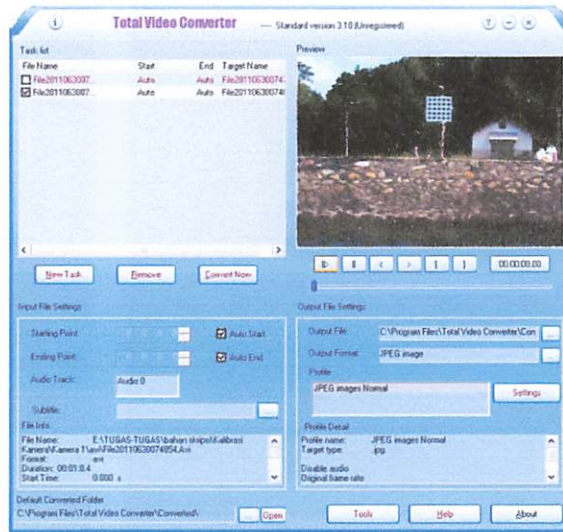 Total Video Converter — Standard version 3.10 (Unregistered)
Task list
File Name Start End Target Name
File2011063007... Auto Auto
File2011063007... Auto Auto
New Task Remove Convert Now
Preview
00:00:00.00
Input File Settings
Starting Point: Auto Start
Ending Point: Auto End
Audio Track: Audio 0
Subtitle: ...
File Info
File Name: E:\TUGAS-TUGAS\bahan skripsi\Kalibrasi
Kamera\Kamera 1\avi\File20110630074854.Avi
Format: avi
Duration: 00:01:0.4
Start Time: 0.000 s
Output File Settings
Output File: C:\Program Files\Total Video Converter\Con ...
Output Format: JPEG image ...
Profile
JPEG images Normal
Settings
Profile Detail
Profile name: JPEG images Normal
Target type: .jpg
Disable audio
Original frame rate
Default Converted Folder
C:\Program Files\Total Video Converter\Converted\ ... Open
Tools Help About